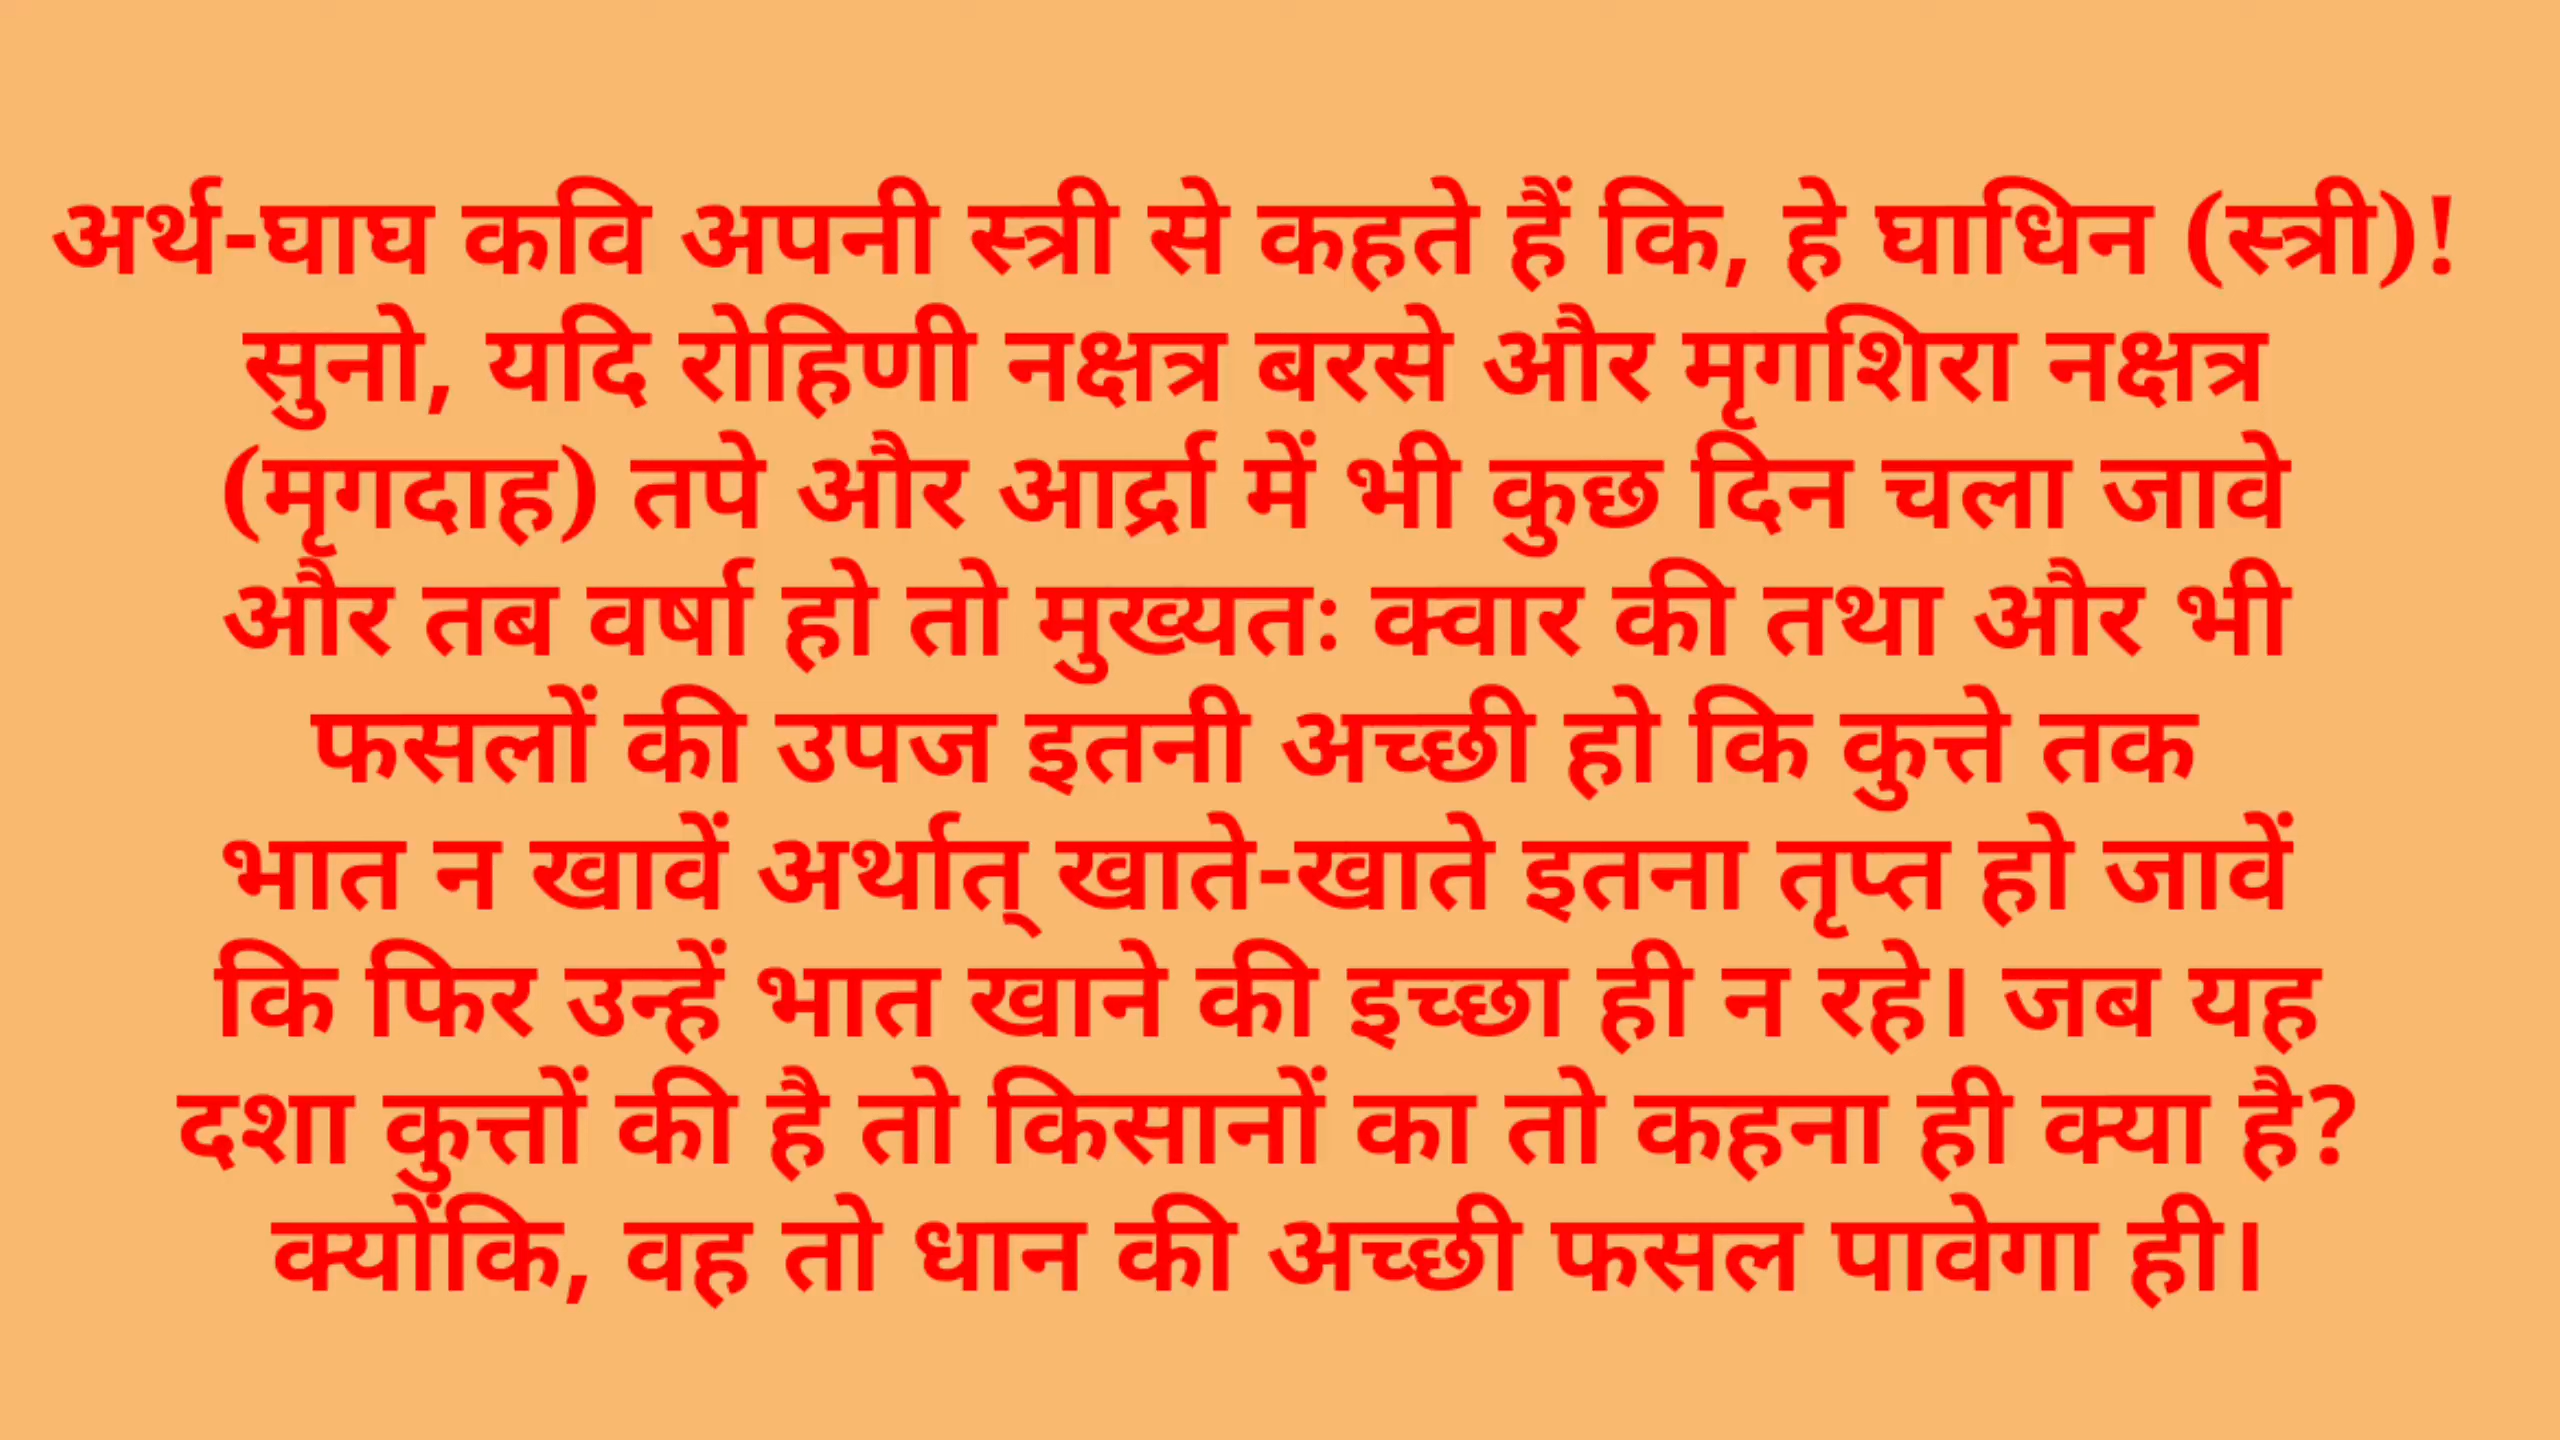 अर्थ-घाघ कवि अपनी स्त्री से कहते हैं कि, हे घाधिन (स्त्री)!
सुनो, यदि रोहिणी नक्षत्र बरसे और मृगशिरा नक्षत्र
(मृगदाह) तपे और आर्द्रा में भी कुछ दिन चला जावे
और तब वर्षा हो तो मुख्यतः क्वार की तथा और भी
फसलों की उपज इतनी अच्छी हो कि कुत्ते तक
भात न खावें अर्थात् खाते-खाते इतना तृप्त हो जावें
कि फिर उन्हें भात खाने की इच्छा ही न रहे। जब यह
दशा कुत्तों की है तो किसानों का तो कहना ही क्या है?
क्योंकि, वह तो धान की अच्छी फसल पावेगा ही।